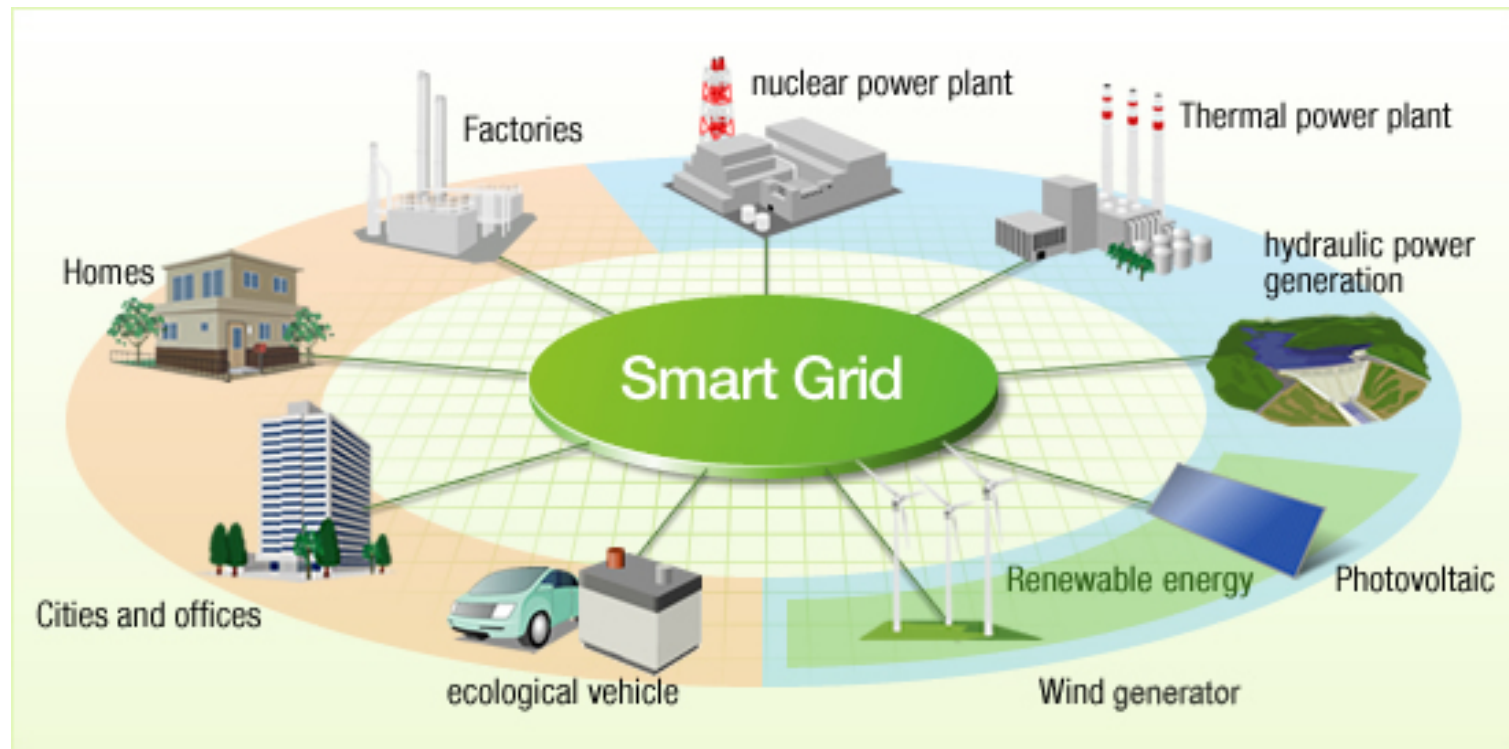 nuclear power plant
Factories
Thermal power plant
Homes
hydraulic power
generation
Smart Grid
Renewable energy
Photovoltaic
Cities and offices
ecological vehicle
Wind generator